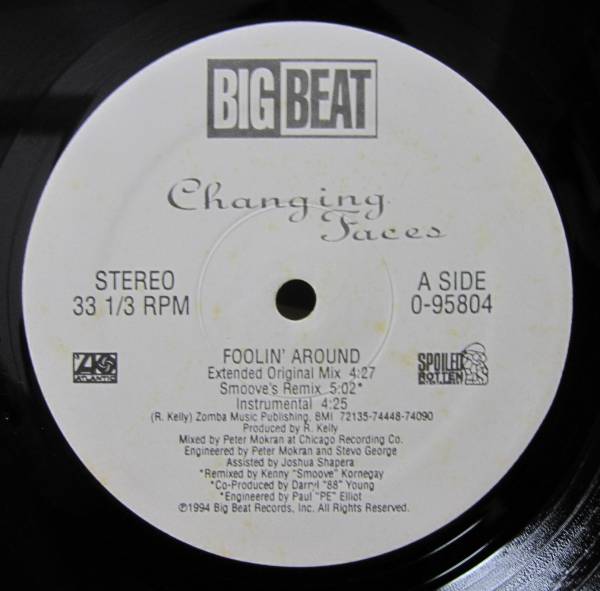 BIG BEAT
Changing
Faces
STEREO
33 1/3 RPM
A SIDE
0-95804
ATLANTIC
SPOILED
ROTTEN
FOOLIN' AROUND
Extended Original Mix 4:27
Smoove's Remix 5:02*
Instrumental 4:25
(R. Kelly) Zomba Music Publishing, BMI 72135-74448-74090
Produced by R. Kelly
Mixed by Peter Mokran at Chicago Recording Co.
Engineered by Peter Mokran and Stevo George
Assisted by Joshua Shapera
*Remixed by Kenny "Smoove" Kornegay
*Co-Produced by Darryl "88" Young
*Engineered by Paul "PE" Elliot
℗1994 Big Beat Records, Inc. All Rights Reserved.